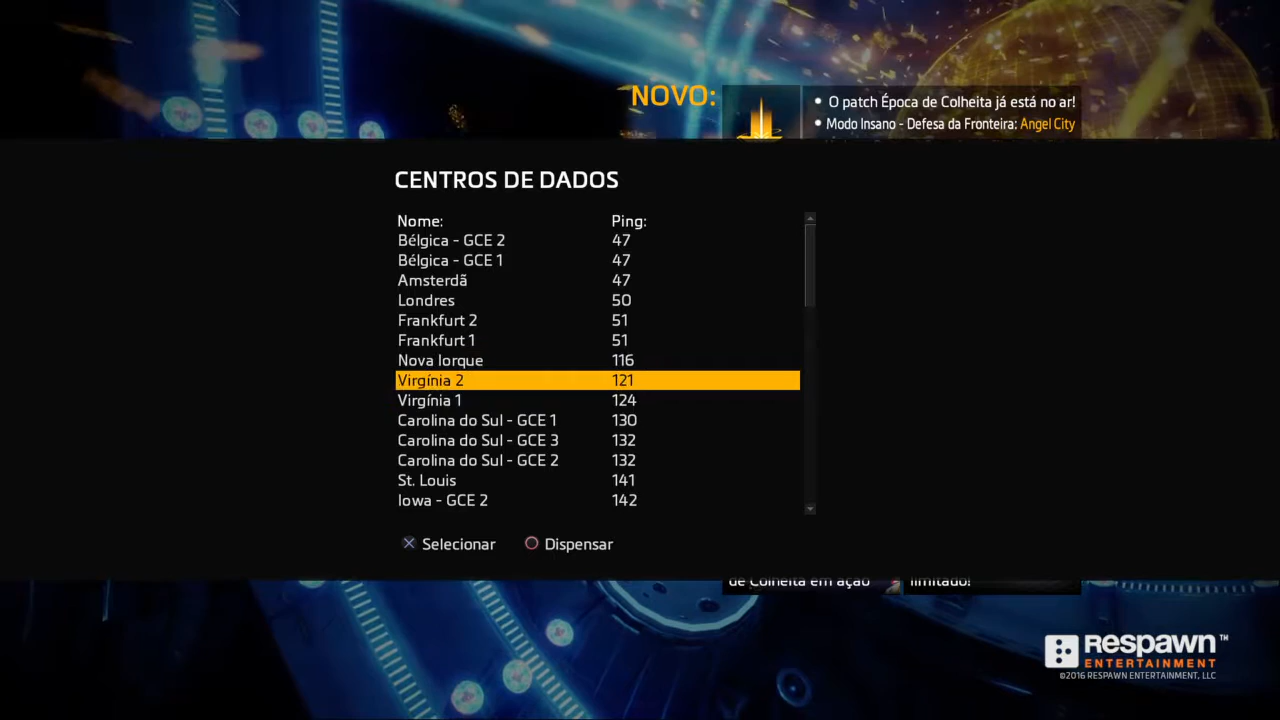 NOVO:
• O patch Época de Colheita já está no ar!
• Modo Insano - Defesa da Fronteira: Angel City
CENTROS DE DADOS
Nome: Ping:
Bélgica - GCE 2 47
Bélgica - GCE 1 47
Amsterdã 47
Londres 50
Frankfurt 2 51
Frankfurt 1 51
Nova Iorque 116
Virgínia 2 121
Virgínia 1 124
Carolina do Sul - GCE 1 130
Carolina do Sul - GCE 3 132
Carolina do Sul - GCE 2 132
St. Louis 141
Iowa - GCE 2 142
Selecionar Dispensar
de Colheita em ação limitado!
RESPAWN™
ENTERTAINMENT
©2016 RESPAWN ENTERTAINMENT, LLC